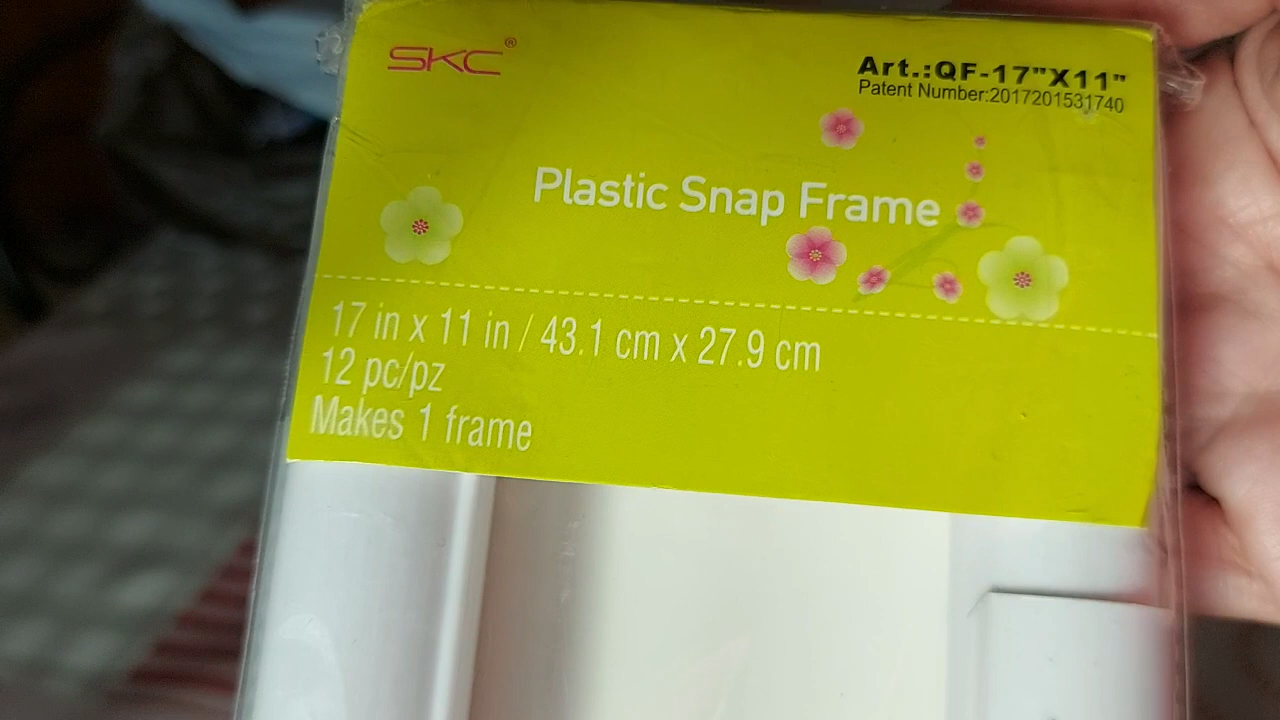 SKC®
Art.:QF-17"X11"
Patent Number:2017201531740
Plastic Snap Frame
17 in x 11 in / 43.1 cm x 27.9 cm
12 pc/pz
Makes 1 frame